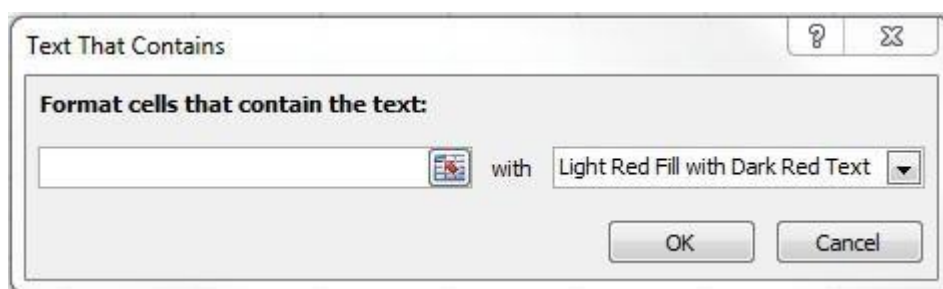 Text That Contains
Format cells that contain the text:
with Light Red Fill with Dark Red Text
OK Cancel